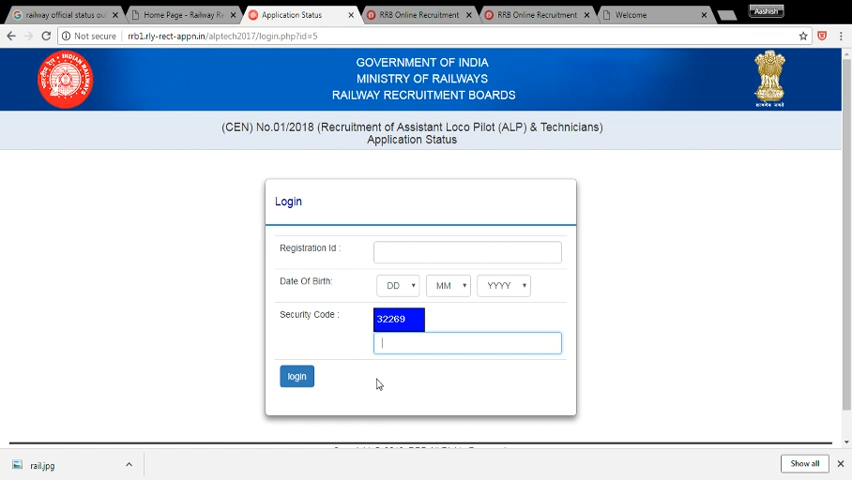 railway official status ou
Home Page - Railway Re
Application Status
RRB Online Recruitment
RRB Online Recruitment
Welcome
Aashish
Not secure
rrb1.rly-rect-appn.in/alptech2017/login.php?id=5
INDIAN RAILWAYS
GOVERNMENT OF INDIA
MINISTRY OF RAILWAYS
RAILWAY RECRUITMENT BOARDS
(CEN) No.01/2018 (Recruitment of Assistant Loco Pilot (ALP) & Technicians)
Application Status
Login
Registration Id :
Date Of Birth:
DD
MM
YYYY
Security Code :
32269
login
rail.jpg
Show all